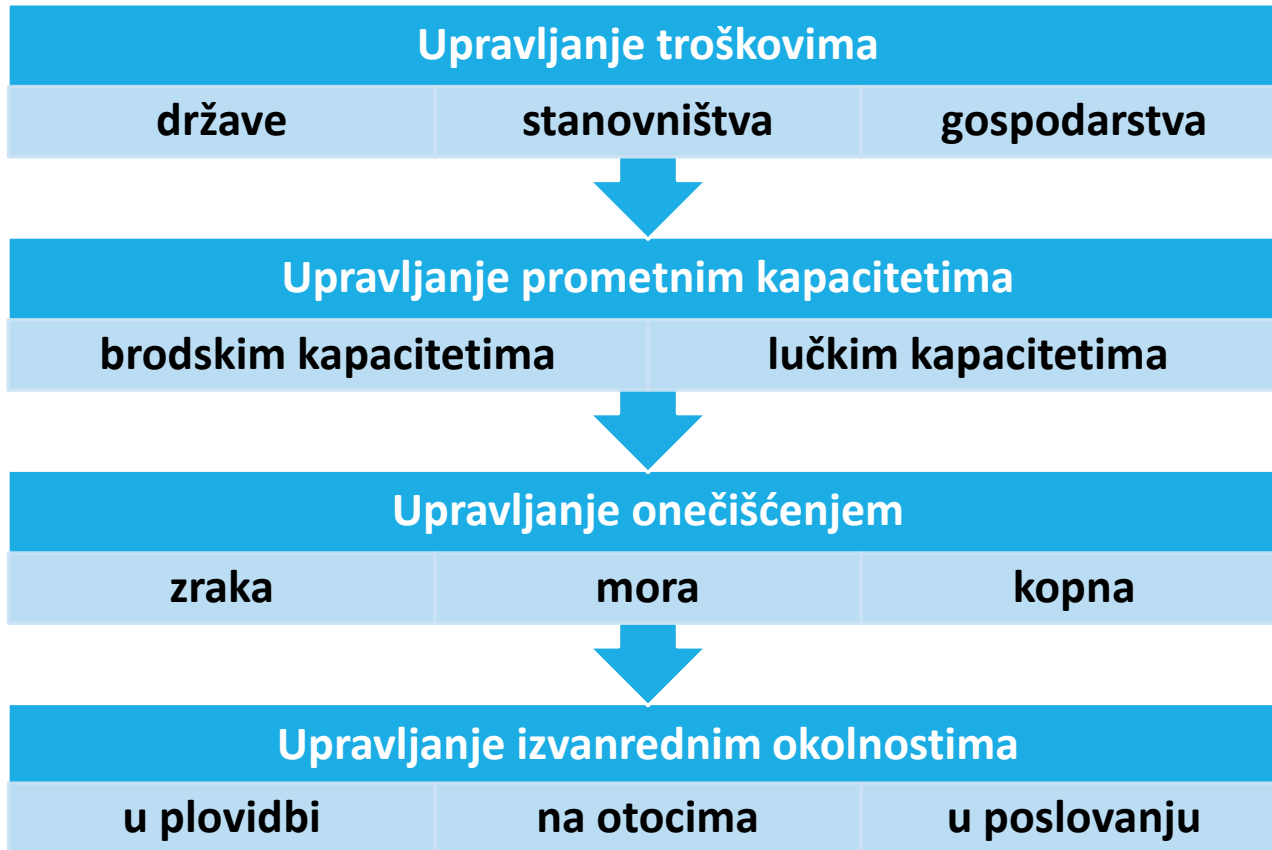 Upravljanje troškovima
države stanovništva gospodarstva
Upravljanje prometnim kapacitetima
brodskim kapacitetima lučkim kapacitetima
Upravljanje onečišćenjem
zraka mora kopna
Upravljanje izvanrednim okolnostima
u plovidbi na otocima u poslovanju